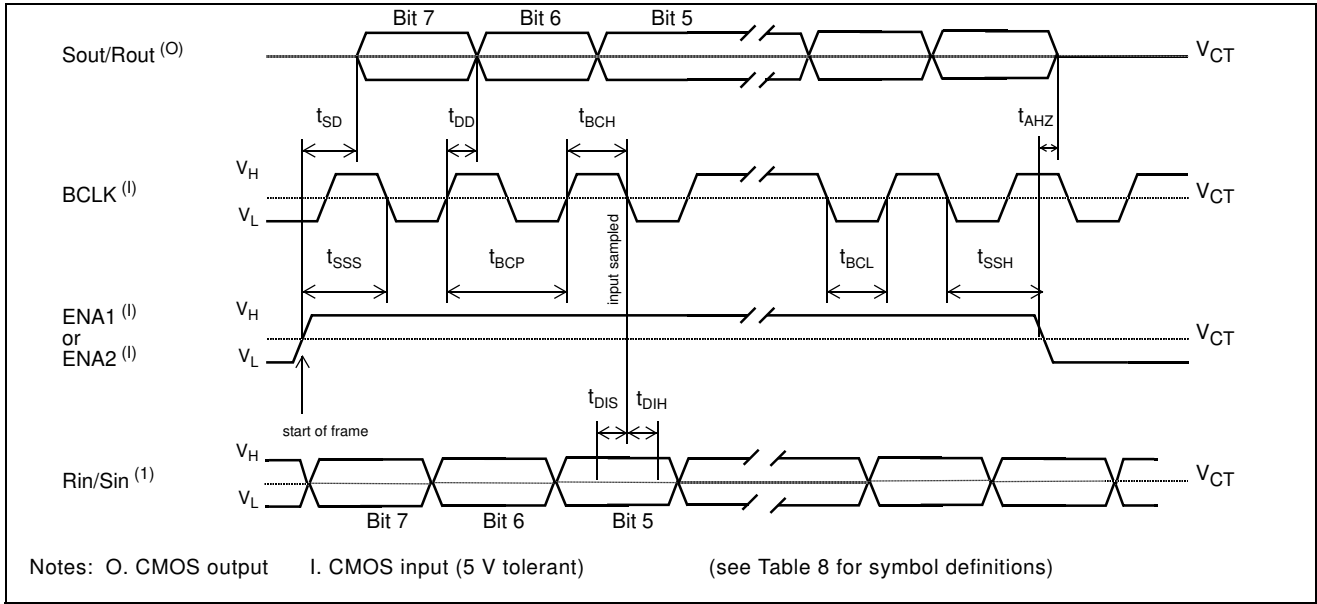 Bit 7 Bit 6 Bit 5
Sout/Rout (O) VCT
tSD tDD tBCH tAHZ
VH
BCLK (I) VCT
VL
tSSS tBCP input sampled tBCL tSSH
ENA1 (I) VH
or VCT
ENA2 (I) VL
tDIS tDIH
start of frame
VH
Rin/Sin (1) VCT
VL
Bit 7 Bit 6 Bit 5
Notes: O. CMOS output I. CMOS input (5 V tolerant) (see Table 8 for symbol definitions)